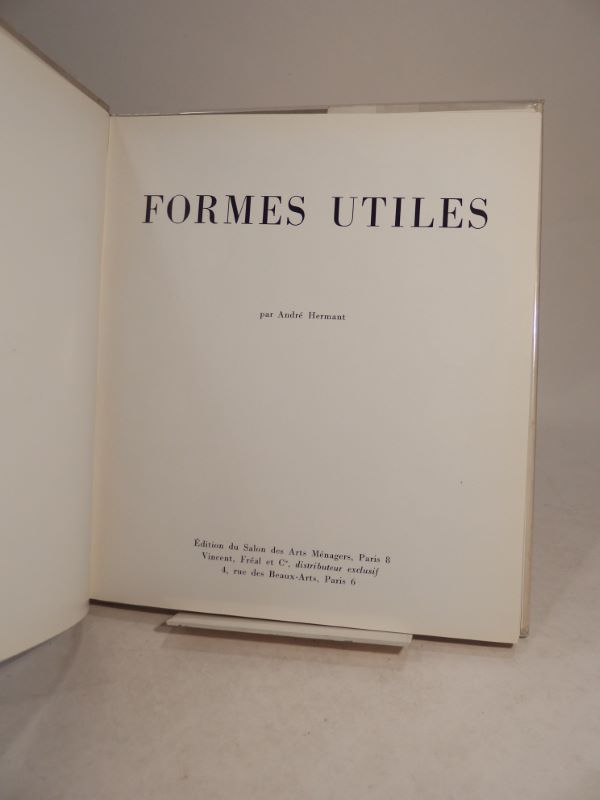 FORMES UTILES
par André Hermant
Édition du Salon des Arts Ménagers, Paris 8
Vincent, Fréal et Cᵉ, distributeur exclusif
4, rue des Beaux-Arts, Paris 6